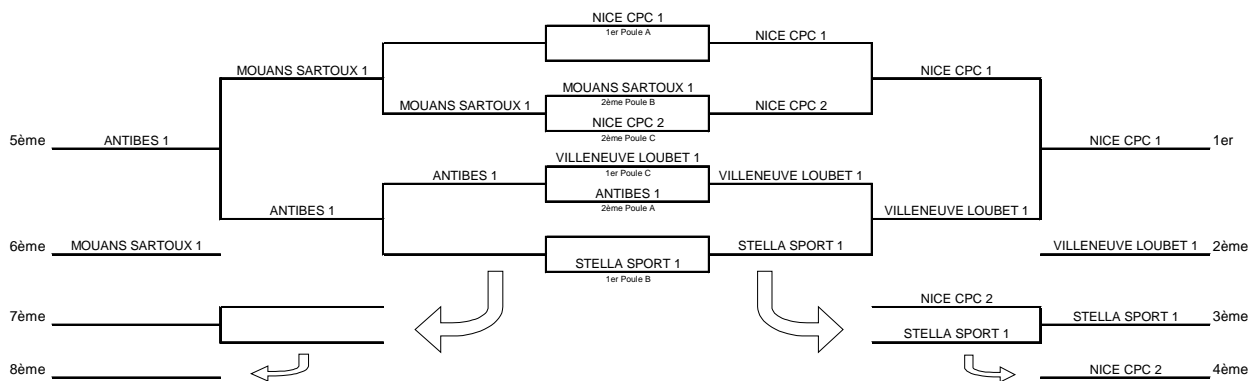 NICE CPC 1
1er Poule A
NICE CPC 1
MOUANS SARTOUX 1
NICE CPC 1
MOUANS SARTOUX 1
MOUANS SARTOUX 1
2ème Poule B
NICE CPC 2
NICE CPC 2
2ème Poule C
5ème
ANTIBES 1
NICE CPC 1
1er
VILLENEUVE LOUBET 1
1er Poule C
ANTIBES 1
VILLENEUVE LOUBET 1
ANTIBES 1
2ème Poule A
ANTIBES 1
VILLENEUVE LOUBET 1
6ème
MOUANS SARTOUX 1
STELLA SPORT 1
VILLENEUVE LOUBET 1
2ème
STELLA SPORT 1
1er Poule B
NICE CPC 2
7ème
STELLA SPORT 1
3ème
STELLA SPORT 1
8ème
NICE CPC 2
4ème